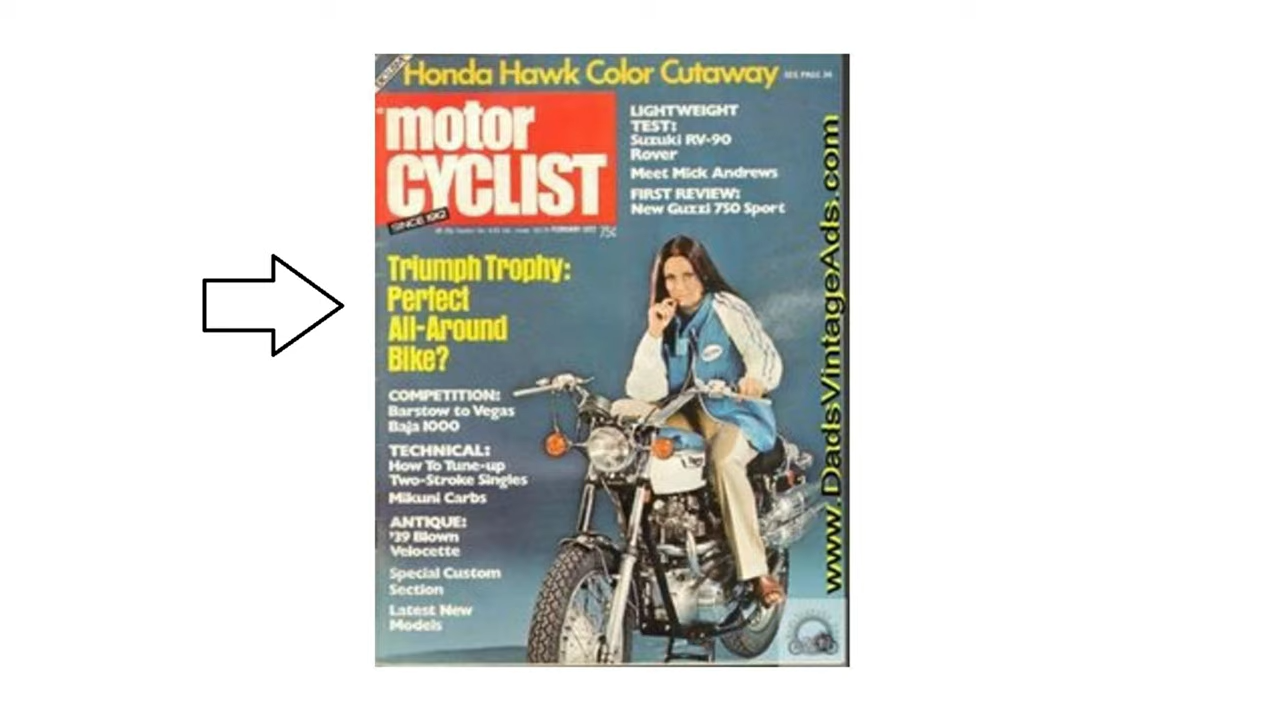 Honda Hawk Color Cutaway SEE PAGE 34
motor
CYCLIST
SINCE 1912
FEBRUARY 1972 75¢
LIGHTWEIGHT
TEST:
Suzuki RV-90
Rover
Meet Mick Andrews
FIRST REVIEW:
New Guzzi 750 Sport
Triumph Trophy:
Perfect
All-Around
Bike?
COMPETITION:
Barstow to Vegas
Baja 1000
TECHNICAL:
How To Tune-up
Two-Stroke Singles
Mikuni Carbs
ANTIQUE:
'39 Blown
Velocette
Special Custom
Section
Latest New
Models
www.DadsVintageAds.com